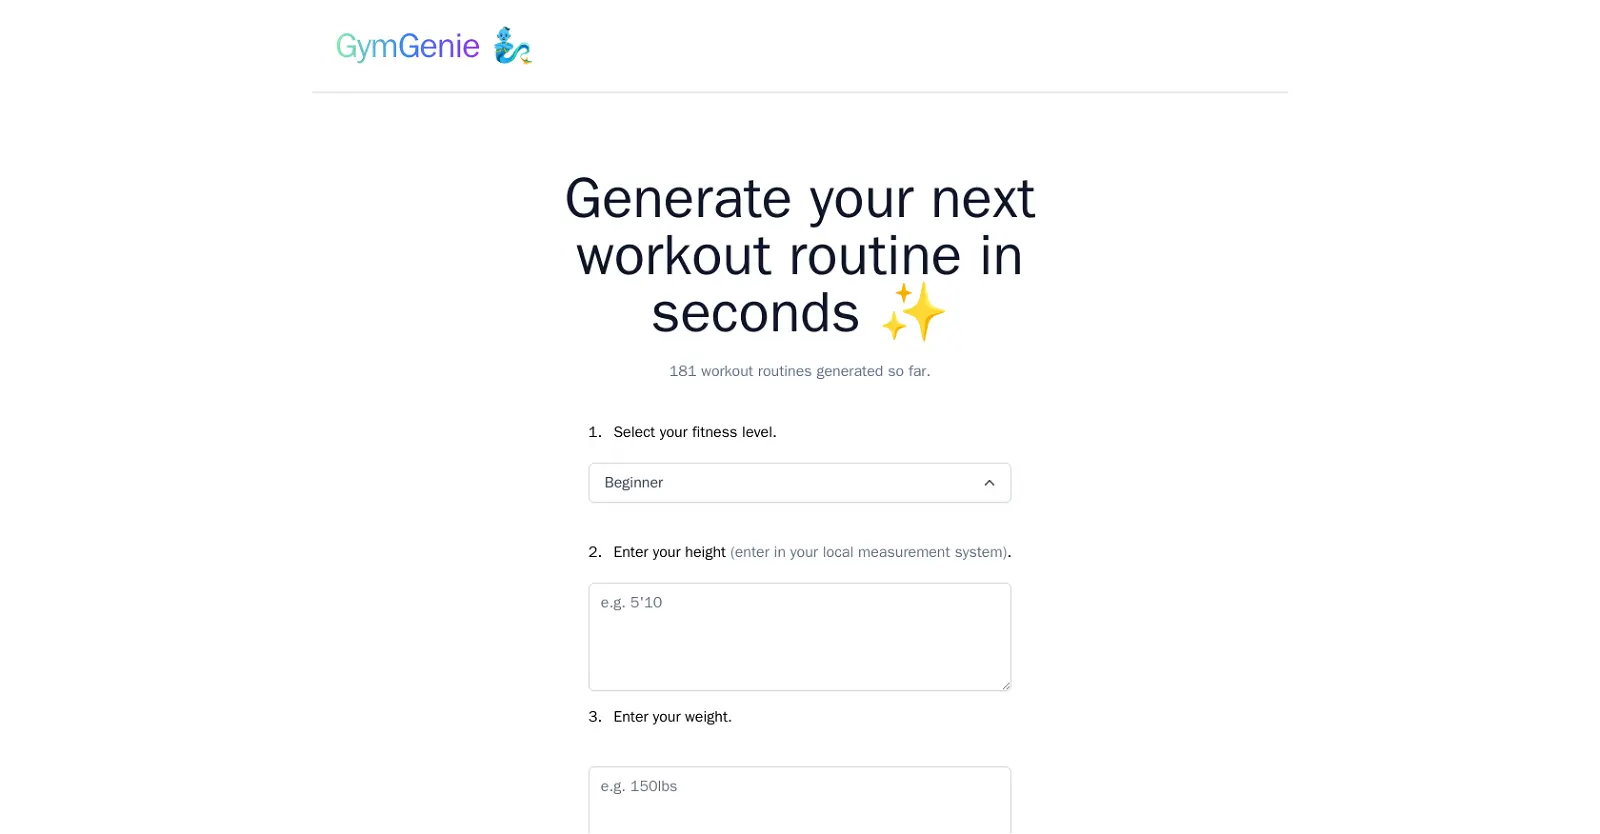 GymGenie
Generate your next
workout routine in
seconds ✨
181 workout routines generated so far.
1. Select your fitness level.
Beginner
2. Enter your height (enter in your local measurement system).
e.g. 5'10
3. Enter your weight.
e.g. 150lbs